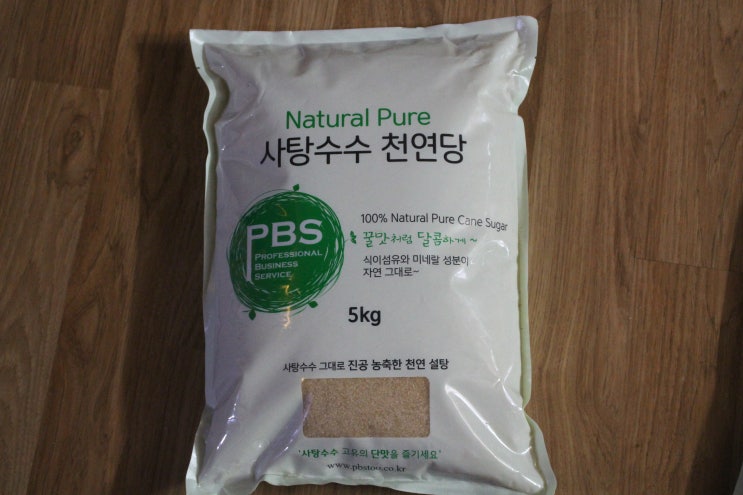 Natural Pure
사탕수수 천연당
PBS
PROFESSIONAL
BUSINESS
SERVICE
100% Natural Pure Cane Sugar
꿀맛처럼 달콤하게~
식이섬유와 미네랄 성분이
자연 그대로~
5kg
사탕수수 그대로 진공 농축한 천연 설탕
'사탕수수 고유의 단맛을 즐기세요'